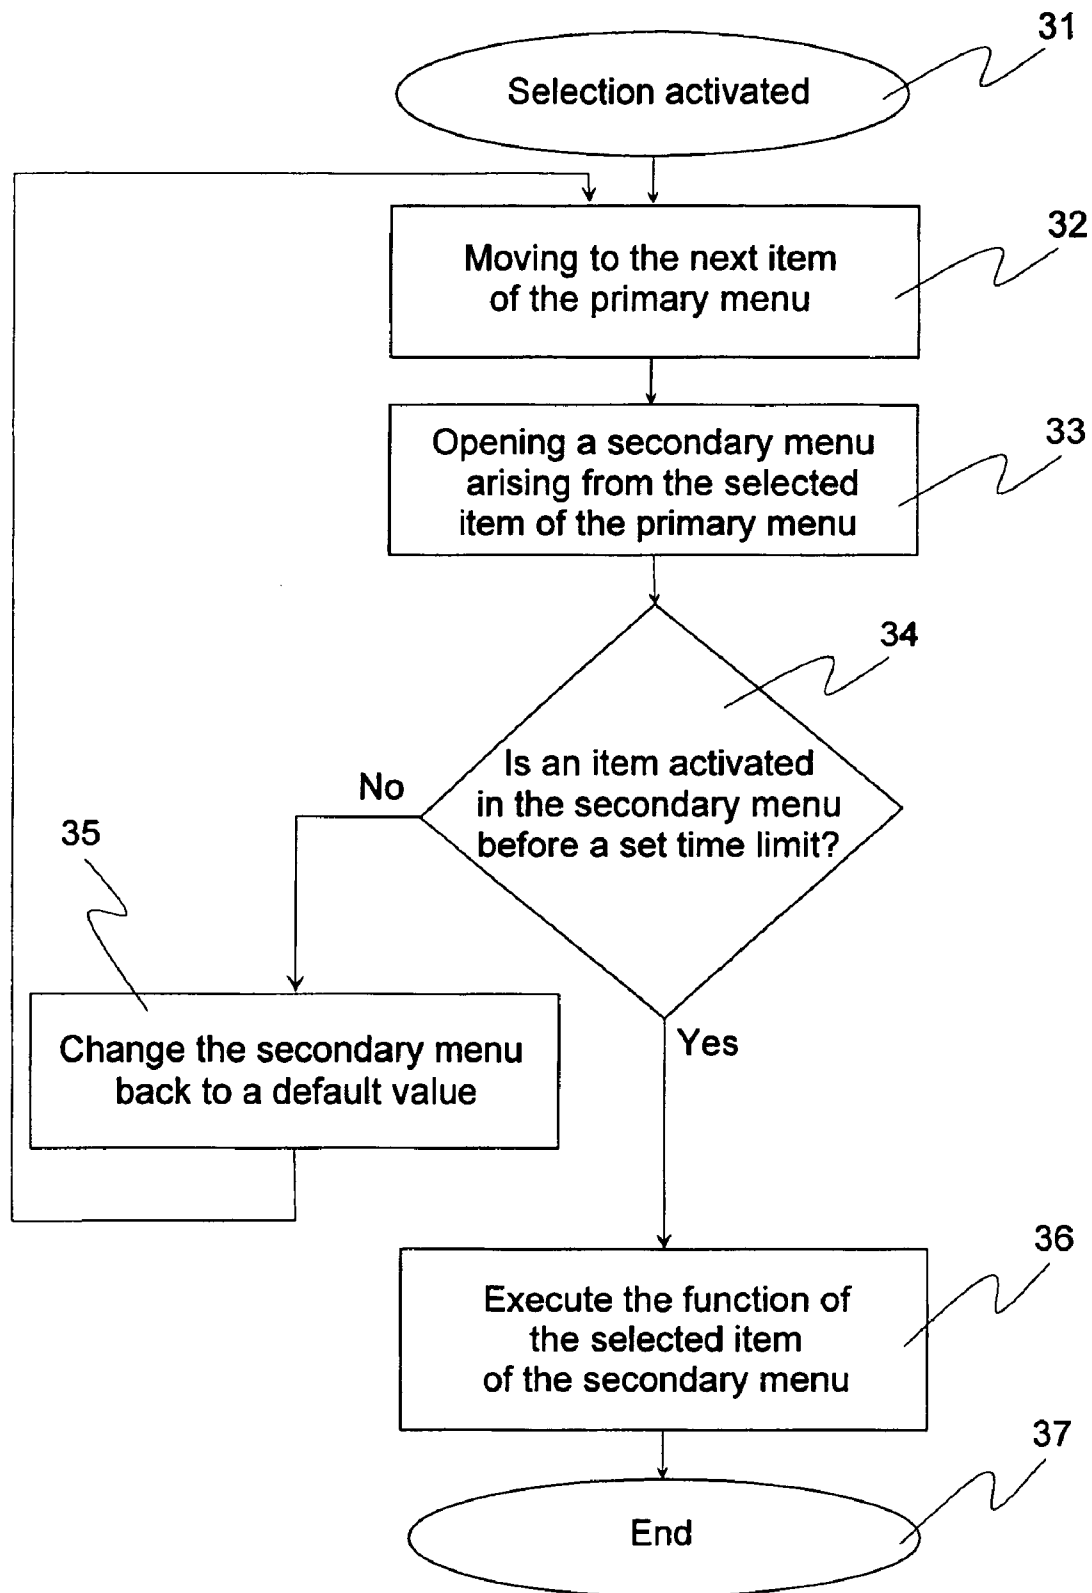 31
Selection activated
32
Moving to the next item
of the primary menu
33
Opening a secondary menu
arising from the selected
item of the primary menu
34
Is an item activated
in the secondary menu
before a set time limit?
No
35
Yes
Change the secondary menu
back to a default value
36
Execute the function of
the selected item
of the secondary menu
37
End